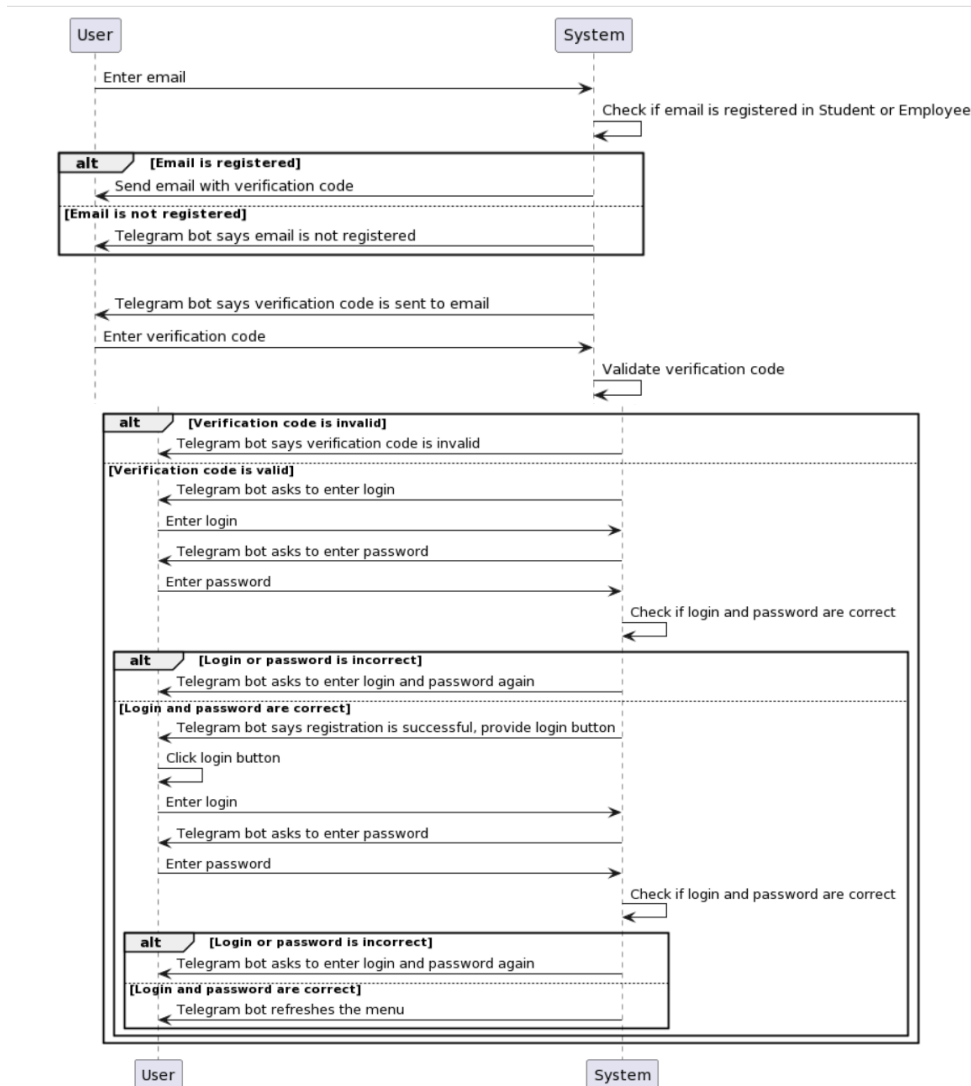 User System
Enter email
Check if email is registered in Student or Employee
alt [Email is registered]
Send email with verification code
[Email is not registered]
Telegram bot says email is not registered
Telegram bot says verification code is sent to email
Enter verification code
Validate verification code
alt [Verification code is invalid]
Telegram bot says verification code is invalid
[Verification code is valid]
Telegram bot asks to enter login
Enter login
Telegram bot asks to enter password
Enter password
Check if login and password are correct
alt [Login or password is incorrect]
Telegram bot asks to enter login and password again
[Login and password are correct]
Telegram bot says registration is successful, provide login button
Click login button
Enter login
Telegram bot asks to enter password
Enter password
Check if login and password are correct
alt [Login or password is incorrect]
Telegram bot asks to enter login and password again
[Login and password are correct]
Telegram bot refreshes the menu
User System